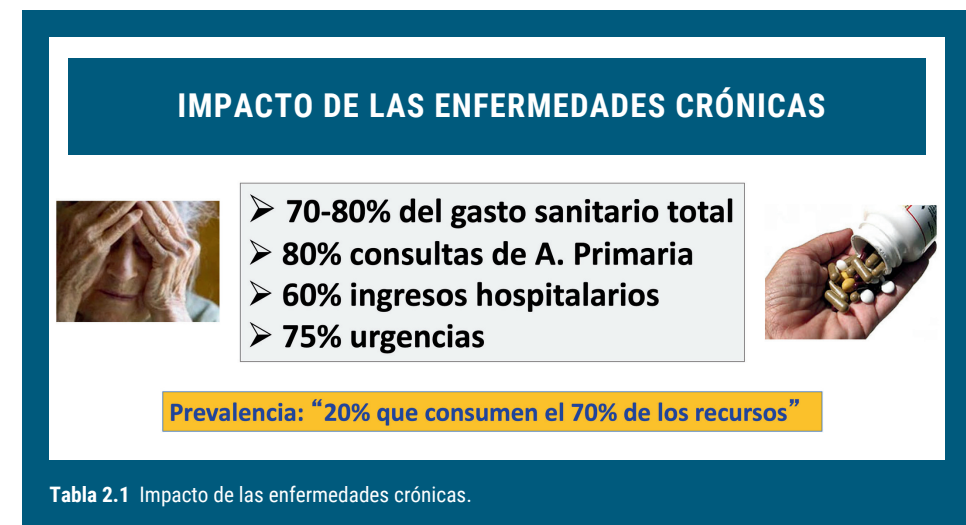 IMPACTO DE LAS ENFERMEDADES CRÓNICAS
➢ 70-80% del gasto sanitario total
➢ 80% consultas de A. Primaria
➢ 60% ingresos hospitalarios
➢ 75% urgencias
Prevalencia: “20% que consumen el 70% de los recursos”
Tabla 2.1 Impacto de las enfermedades crónicas.